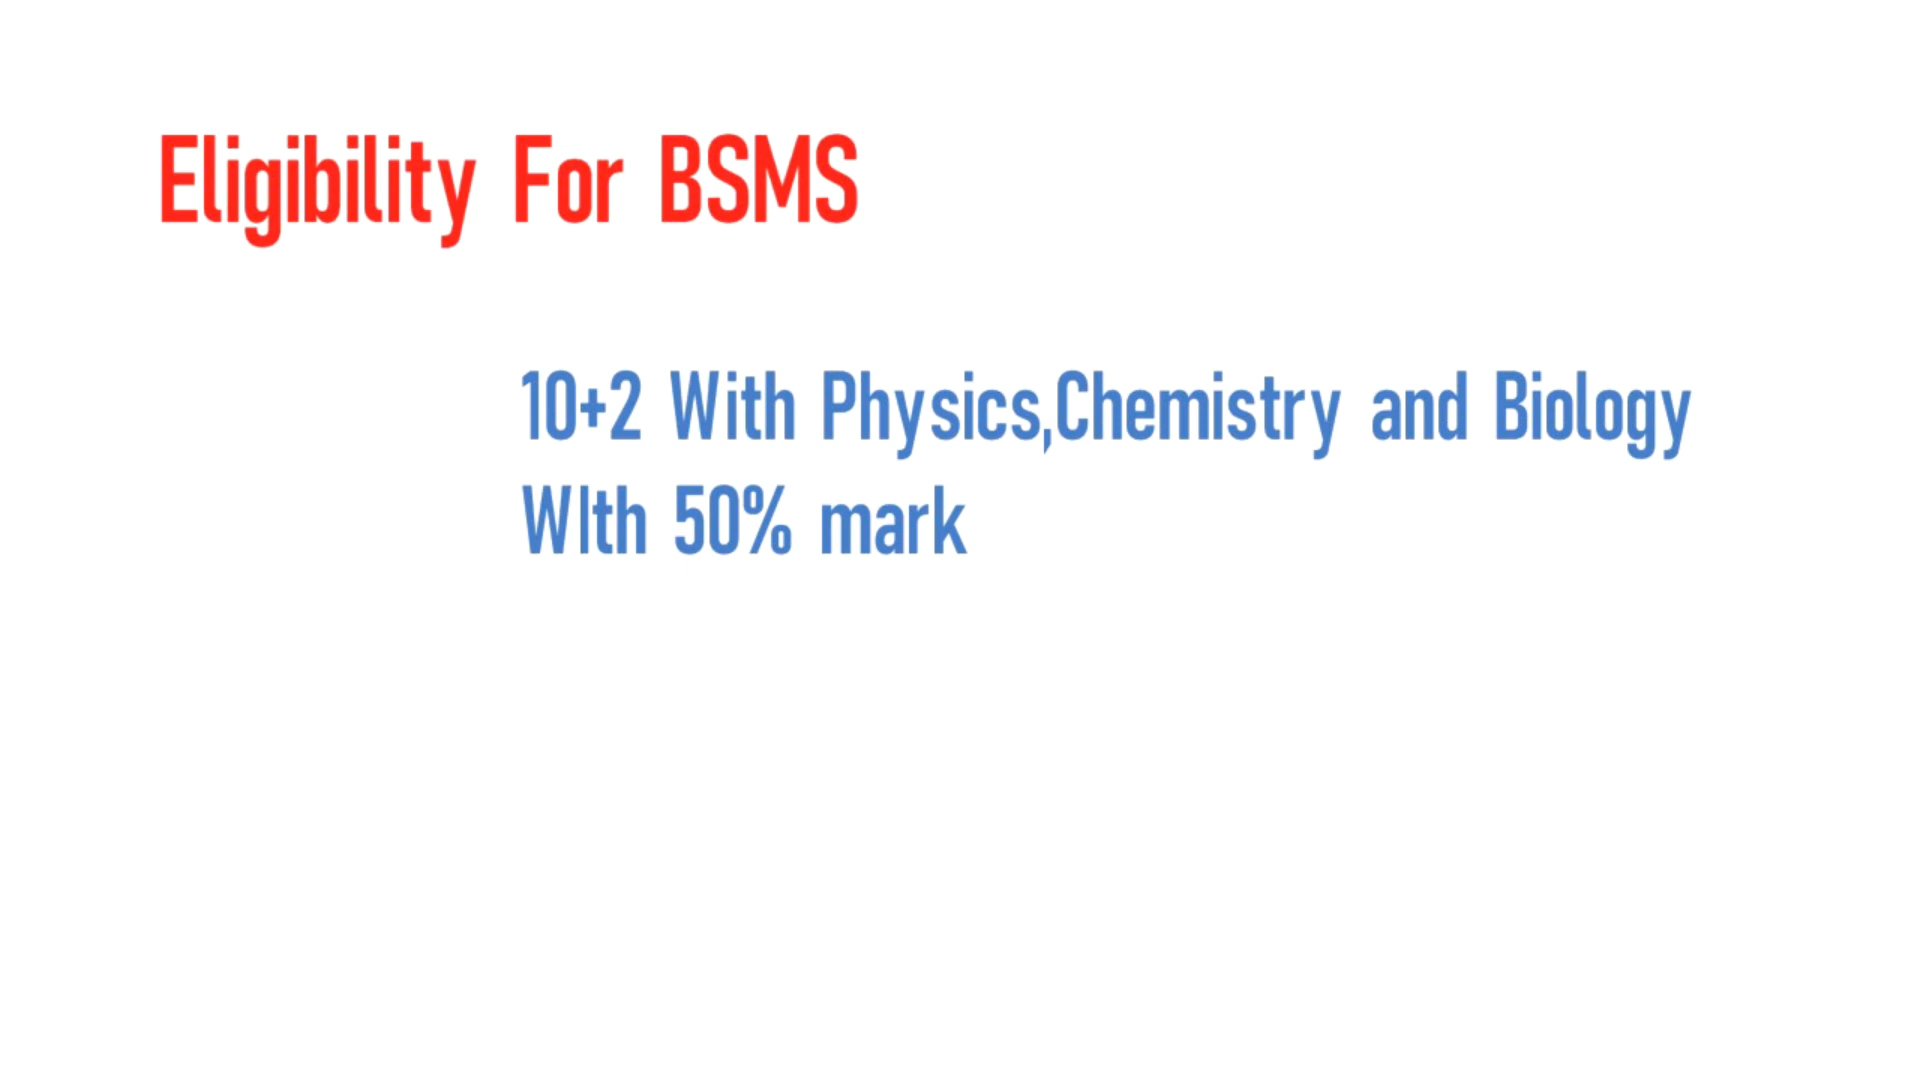 Eligibility For BSMS
10+2 With Physics,Chemistry and Biology
WIth 50% mark